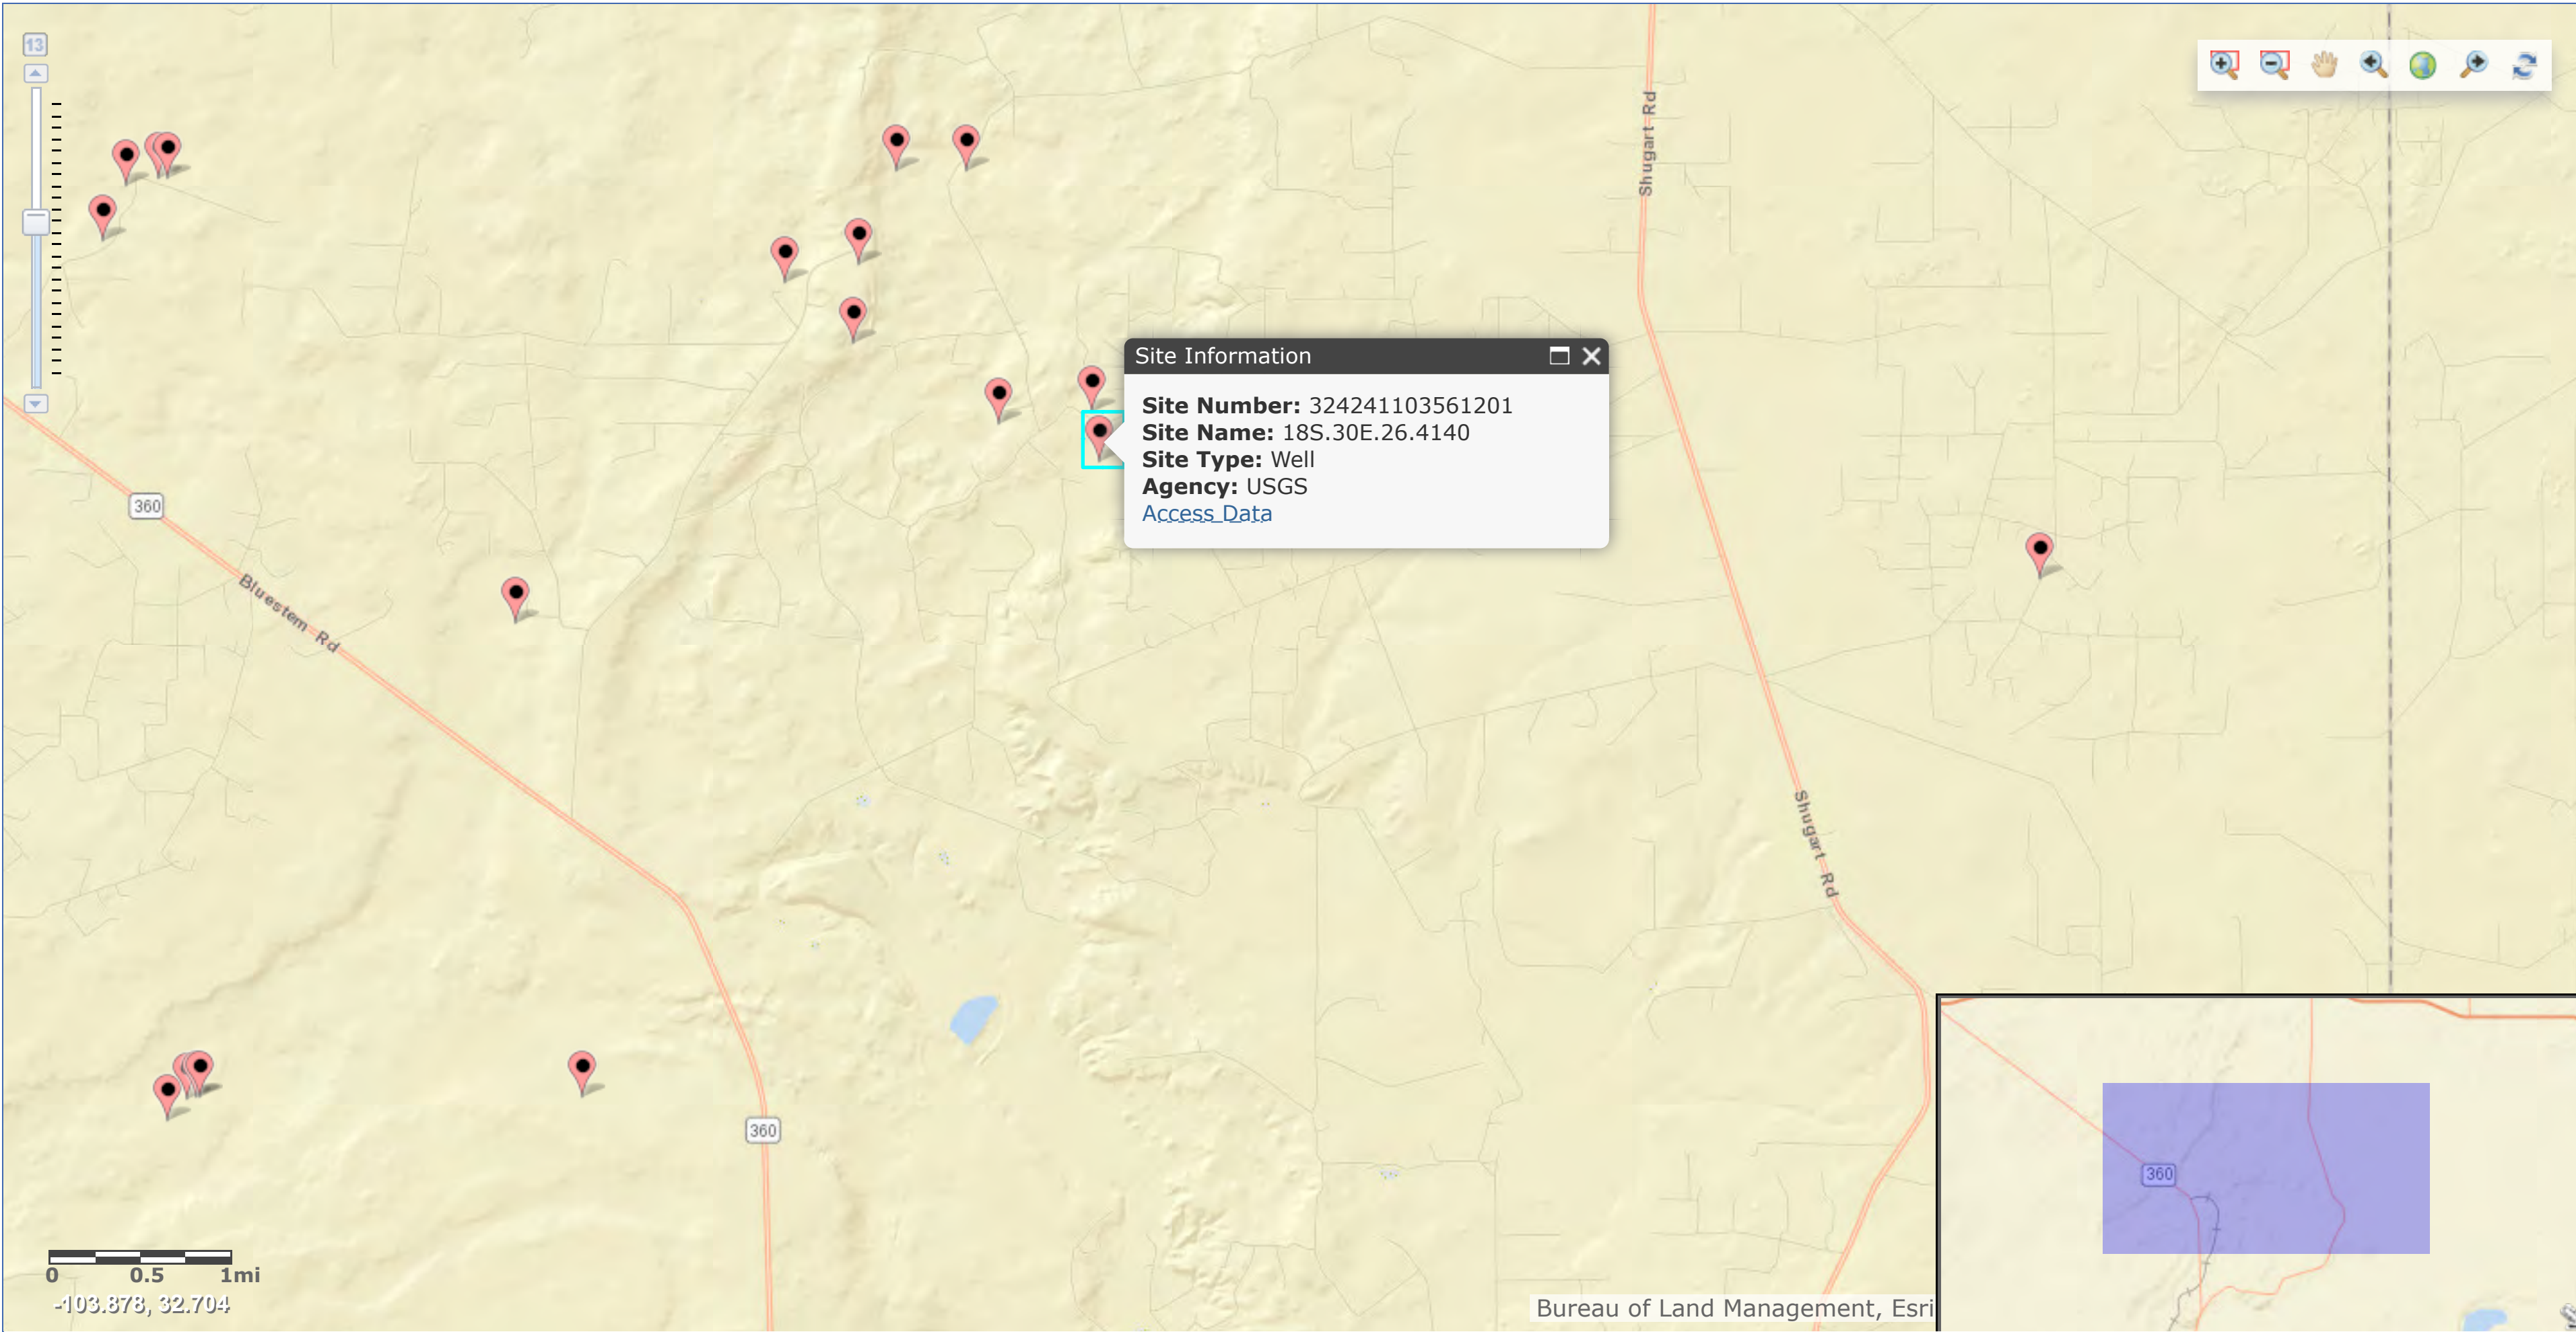 13
Shugart Rd
Site Information
Site Number: 324241103561201
Site Name: 18S.30E.26.4140
Site Type: Well
Agency: USGS
Access Data
360
Bluestem Rd
Shugart Rd
360
360
0 0.5 1mi
-103.878, 32.704
Bureau of Land Management, Esri